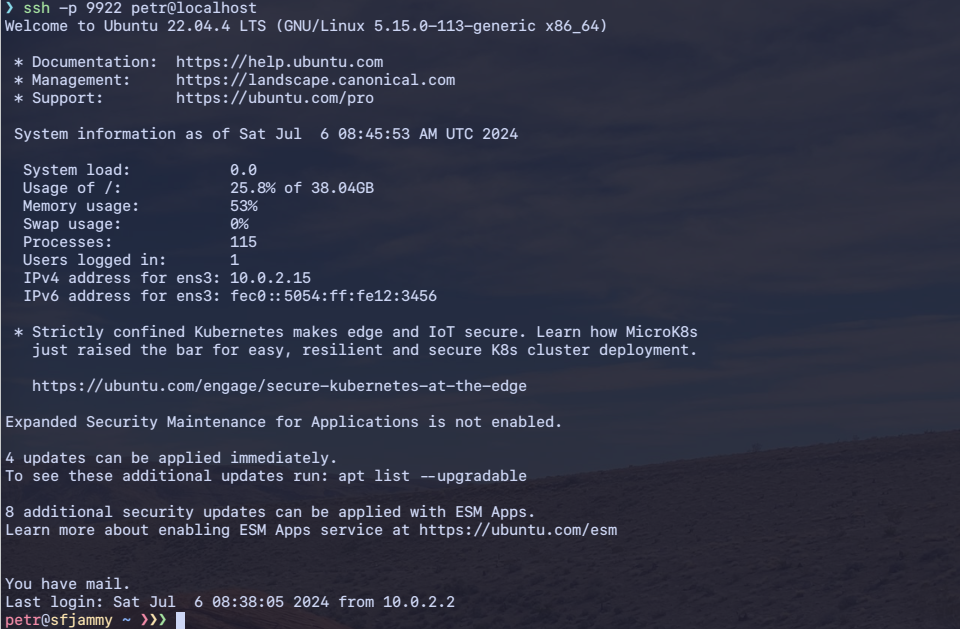 ❯ ssh -p 9922 petr@localhost
Welcome to Ubuntu 22.04.4 LTS (GNU/Linux 5.15.0-113-generic x86_64)

 * Documentation:  https://help.ubuntu.com
 * Management:     https://landscape.canonical.com
 * Support:        https://ubuntu.com/pro

 System information as of Sat Jul  6 08:45:53 AM UTC 2024

  System load:           0.0
  Usage of /:            25.8% of 38.04GB
  Memory usage:          53%
  Swap usage:            0%
  Processes:             115
  Users logged in:       1
  IPv4 address for ens3: 10.0.2.15
  IPv6 address for ens3: fec0::5054:ff:fe12:3456

 * Strictly confined Kubernetes makes edge and IoT secure. Learn how MicroK8s
   just raised the bar for easy, resilient and secure K8s cluster deployment.

   https://ubuntu.com/engage/secure-kubernetes-at-the-edge

Expanded Security Maintenance for Applications is not enabled.

4 updates can be applied immediately.
To see these additional updates run: apt list --upgradable

8 additional security updates can be applied with ESM Apps.
Learn more about enabling ESM Apps service at https://ubuntu.com/esm


You have mail.
Last login: Sat Jul  6 08:38:05 2024 from 10.0.2.2
petr@sfjammy ~ ❯❯❯